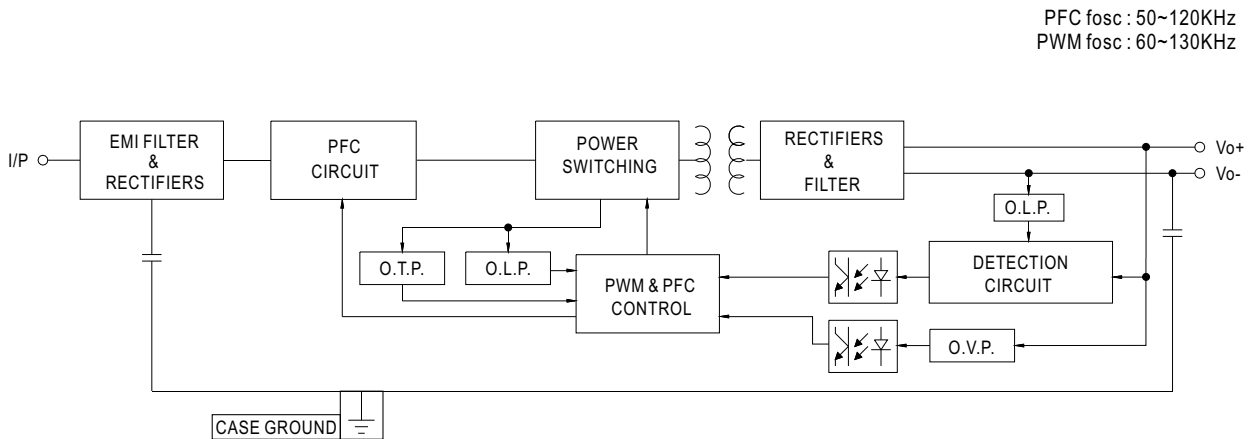 PFC fosc : 50~120KHz
PWM fosc : 60~130KHz
I/P
EMI FILTER
&
RECTIFIERS
PFC
CIRCUIT
POWER
SWITCHING
RECTIFIERS
&
FILTER
Vo+
Vo-
O.L.P.
O.T.P.
O.L.P.
PWM & PFC
CONTROL
DETECTION
CIRCUIT
O.V.P.
CASE GROUND